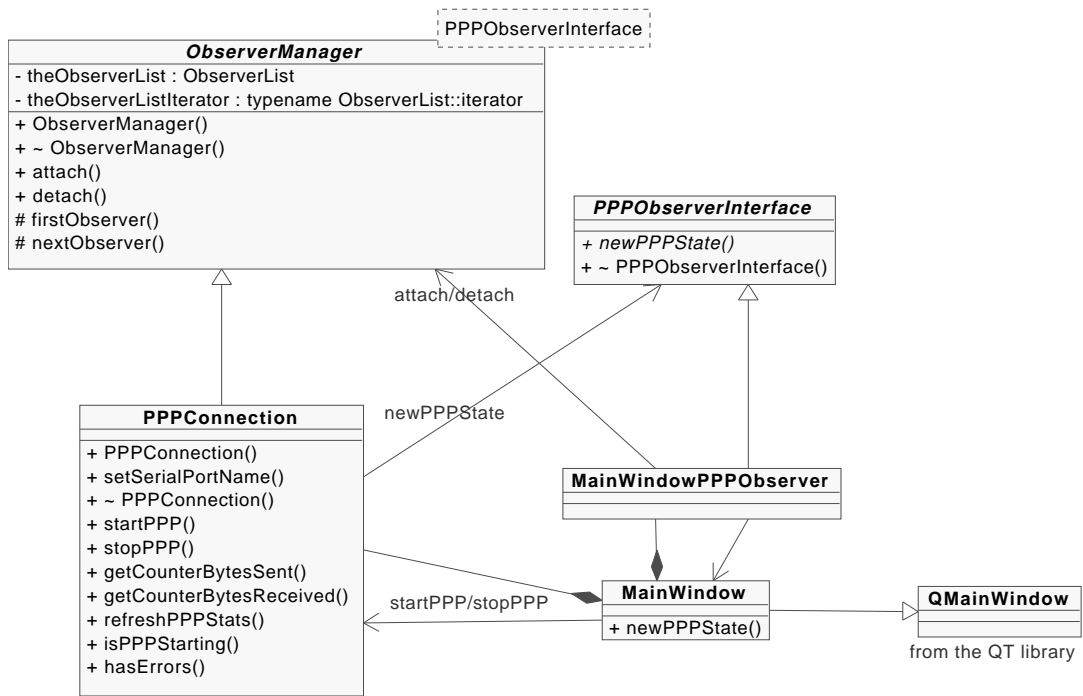 PPPObserverInterface
ObserverManager
- theObserverList : ObserverList
- theObserverListIterator : typename ObserverList::iterator
+ ObserverManager()
+ ~ ObserverManager()
+ attach()
+ detach()
# firstObserver()
# nextObserver()
PPPObserverInterface
+ newPPPState()
+ ~ PPPObserverInterface()
attach/detach
newPPPState
PPPConnection
+ PPPConnection()
+ setSerialPortName()
+ ~ PPPConnection()
+ startPPP()
+ stopPPP()
+ getCounterBytesSent()
+ getCounterBytesReceived()
+ refreshPPPStats()
+ isPPPStarting()
+ hasErrors()
MainWindowPPPObserver
startPPP/stopPPP
MainWindow
+ newPPPState()
QMainWindow
from the QT library